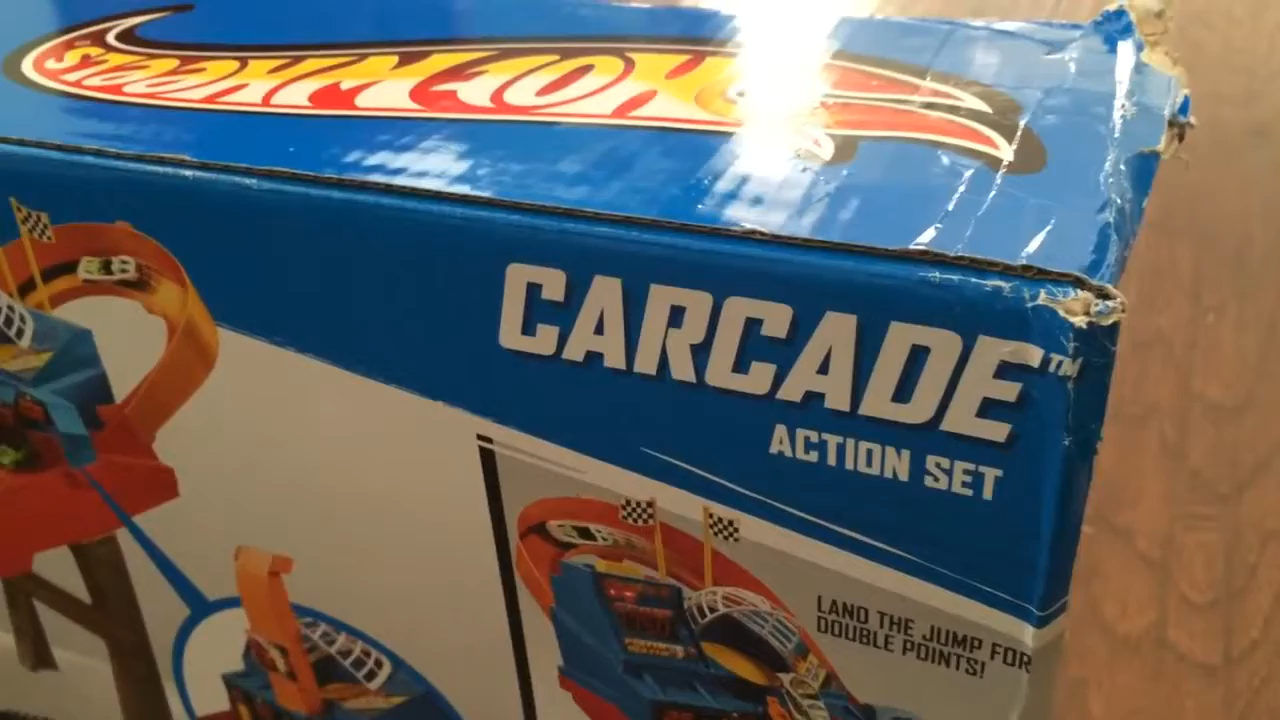 Hot Wheels
CARCADE™
ACTION SET
LAND THE JUMP FOR
DOUBLE POINTS!